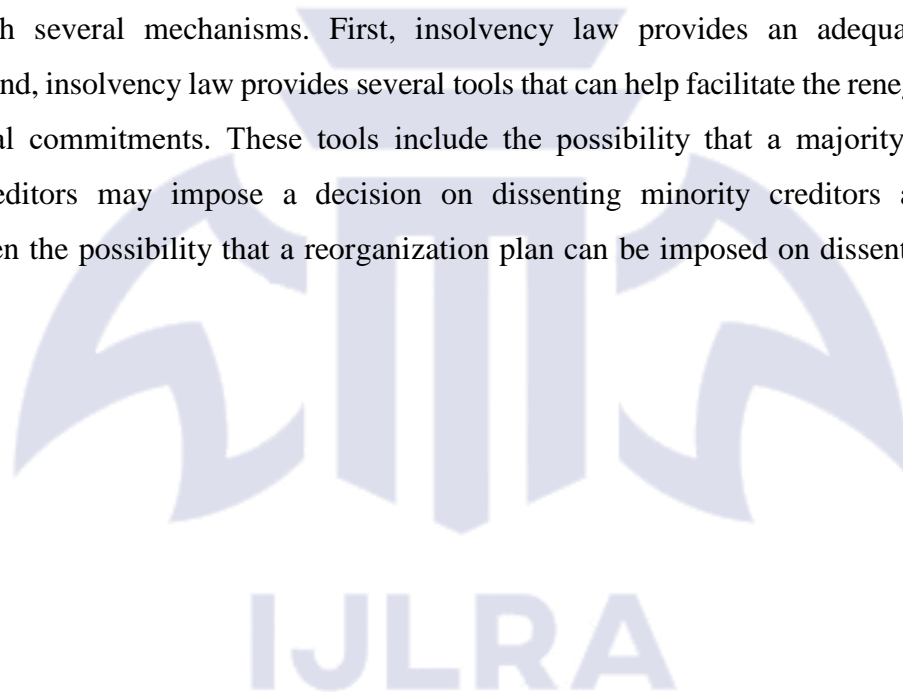 h several mechanisms. First, insolvency law provides an adequa
nd, insolvency law provides several tools that can help facilitate the rene
al commitments. These tools include the possibility that a majority
editors may impose a decision on dissenting minority creditors a
en the possibility that a reorganization plan can be imposed on dissent
IJLRA